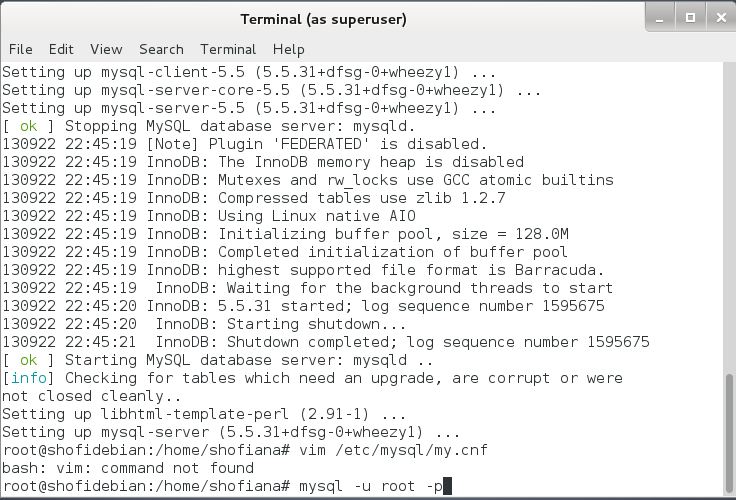 Terminal (as superuser)
File Edit View Search Terminal Help
Setting up mysql-client-5.5 (5.5.31+dfsg-0+wheezy1) ...
Setting up mysql-server-core-5.5 (5.5.31+dfsg-0+wheezy1) ...
Setting up mysql-server-5.5 (5.5.31+dfsg-0+wheezy1) ...
[ ok ] Stopping MySQL database server: mysqld.
130922 22:45:19 [Note] Plugin 'FEDERATED' is disabled.
130922 22:45:19 InnoDB: The InnoDB memory heap is disabled
130922 22:45:19 InnoDB: Mutexes and rw_locks use GCC atomic builtins
130922 22:45:19 InnoDB: Compressed tables use zlib 1.2.7
130922 22:45:19 InnoDB: Using Linux native AIO
130922 22:45:19 InnoDB: Initializing buffer pool, size = 128.0M
130922 22:45:19 InnoDB: Completed initialization of buffer pool
130922 22:45:19 InnoDB: highest supported file format is Barracuda.
130922 22:45:19  InnoDB: Waiting for the background threads to start
130922 22:45:20 InnoDB: 5.5.31 started; log sequence number 1595675
130922 22:45:20  InnoDB: Starting shutdown...
130922 22:45:21  InnoDB: Shutdown completed; log sequence number 1595675
[ ok ] Starting MySQL database server: mysqld ..
[info] Checking for tables which need an upgrade, are corrupt or were
not closed cleanly..
Setting up libhtml-template-perl (2.91-1) ...
Setting up mysql-server (5.5.31+dfsg-0+wheezy1) ...
root@shofidebian:/home/shofiana# vim /etc/mysql/my.cnf
bash: vim: command not found
root@shofidebian:/home/shofiana# mysql -u root -p